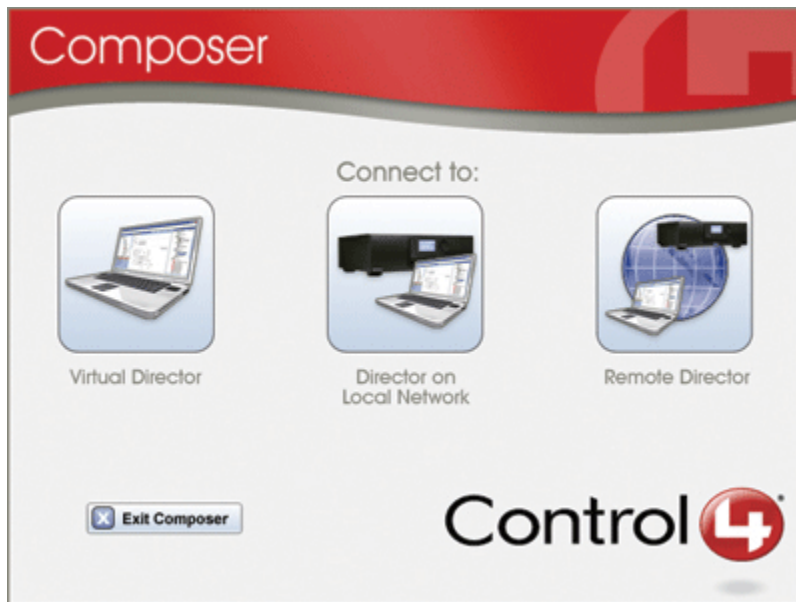 Composer
Connect to:
Virtual Director
Director on
Local Network
Remote Director
Exit Composer
Control4